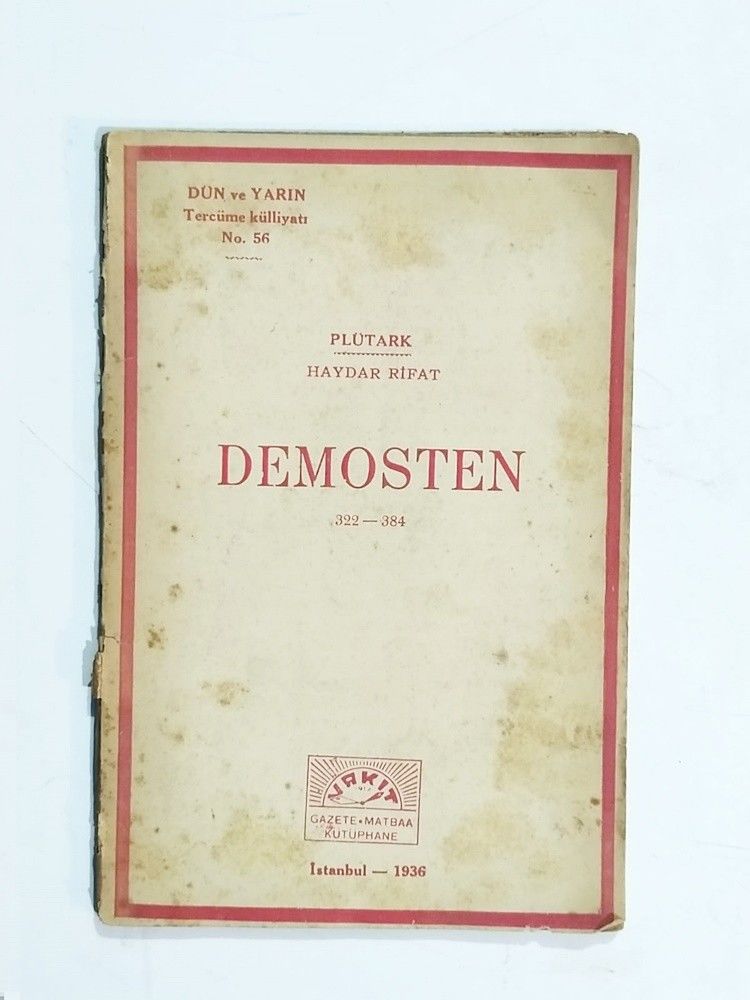 DÜN ve YARIN
Tercüme külliyatı
No. 56
PLÜTARK
HAYDAR RİFAT
DEMOSTEN
322 — 384
VAKIT
GAZETE•MATBAA
KÜTÜPHANE
İstanbul — 1936